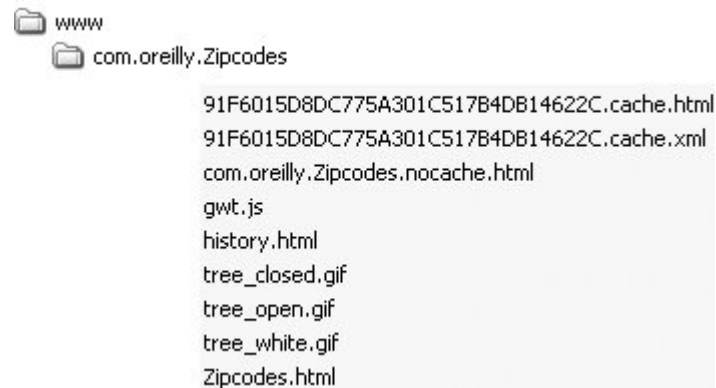 www
com.oreilly.Zipcodes
91F6015D8DC775A301C517B4DB14622C.cache.html
91F6015D8DC775A301C517B4DB14622C.cache.xml
com.oreilly.Zipcodes.nocache.html
gwt.js
history.html
tree_closed.gif
tree_open.gif
tree_white.gif
Zipcodes.html